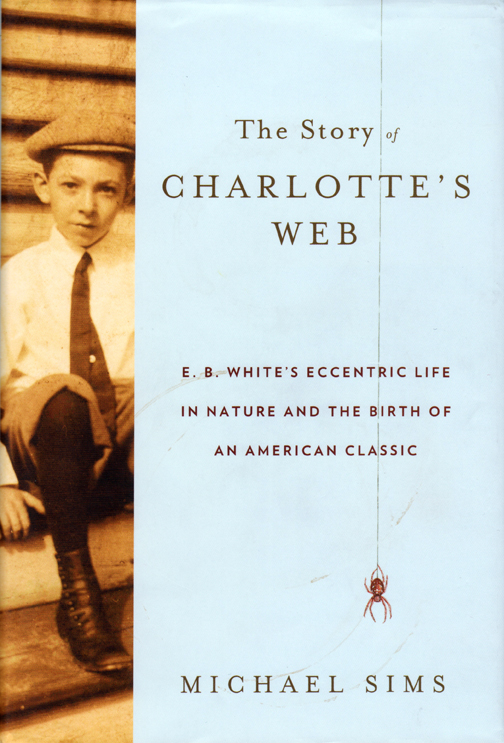 The Story of
CHARLOTTE'S
WEB
E. B. WHITE'S ECCENTRIC LIFE
IN NATURE AND THE BIRTH OF
AN AMERICAN CLASSIC
MICHAEL SIMS